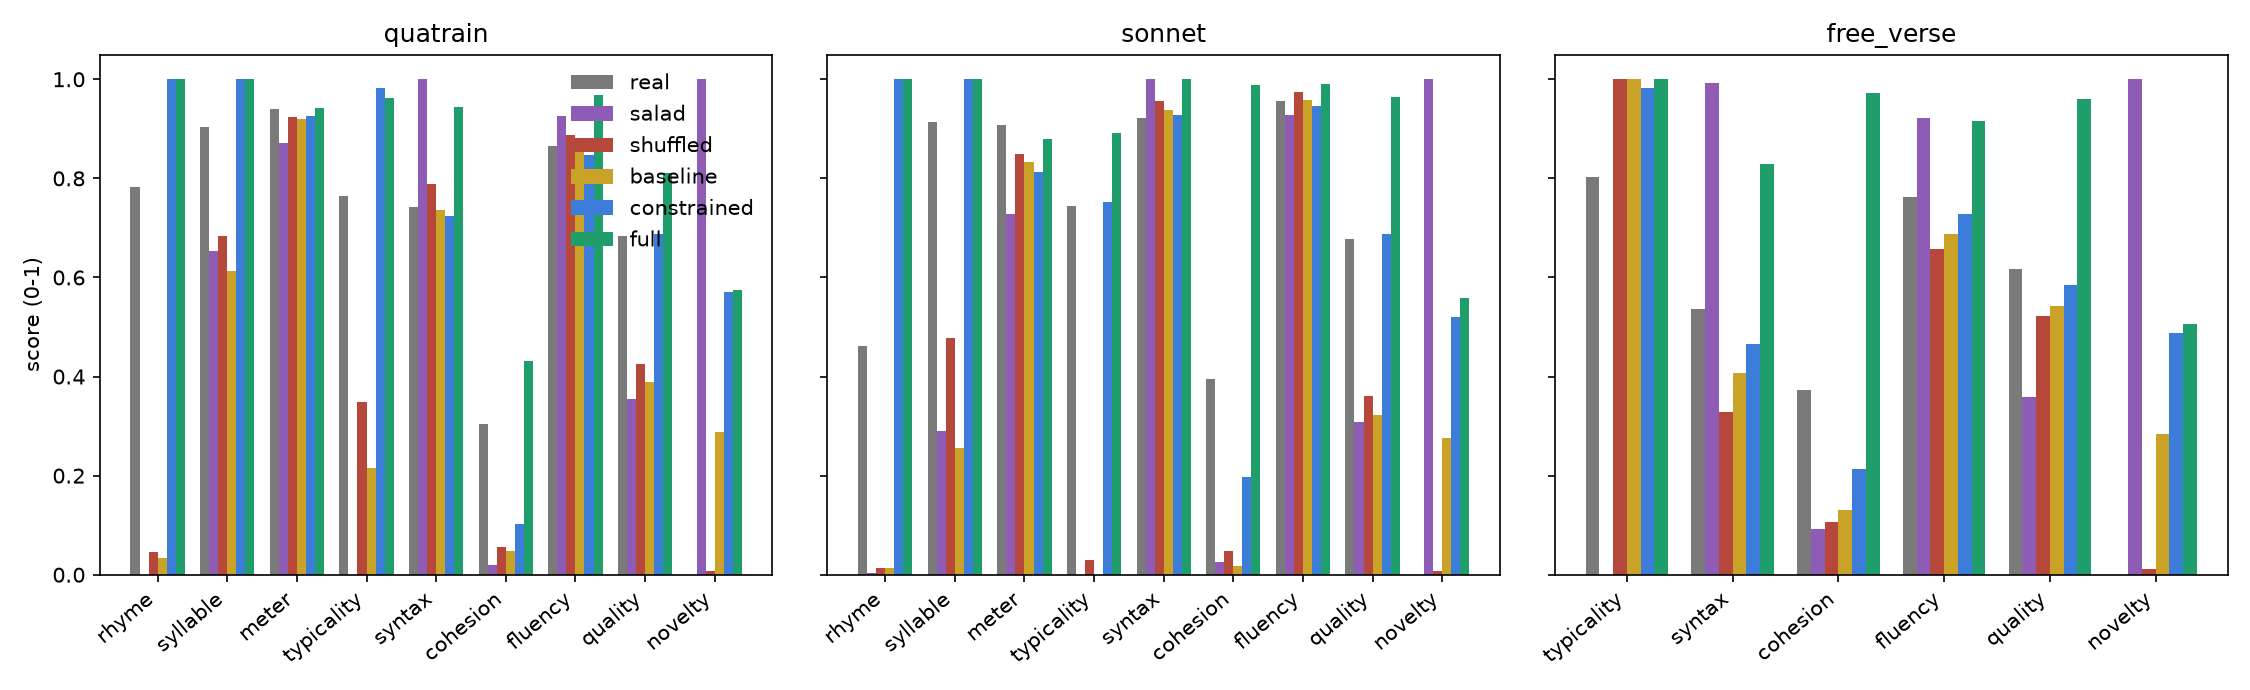 quatrain
sonnet
free_verse
score (0-1)
1.0
0.8
0.6
0.4
0.2
0.0
real
salad
shuffled
baseline
constrained
full
rhyme
syllable
meter
typicality
syntax
cohesion
fluency
quality
novelty
rhyme
syllable
meter
typicality
syntax
cohesion
fluency
quality
novelty
typicality
syntax
cohesion
fluency
quality
novelty